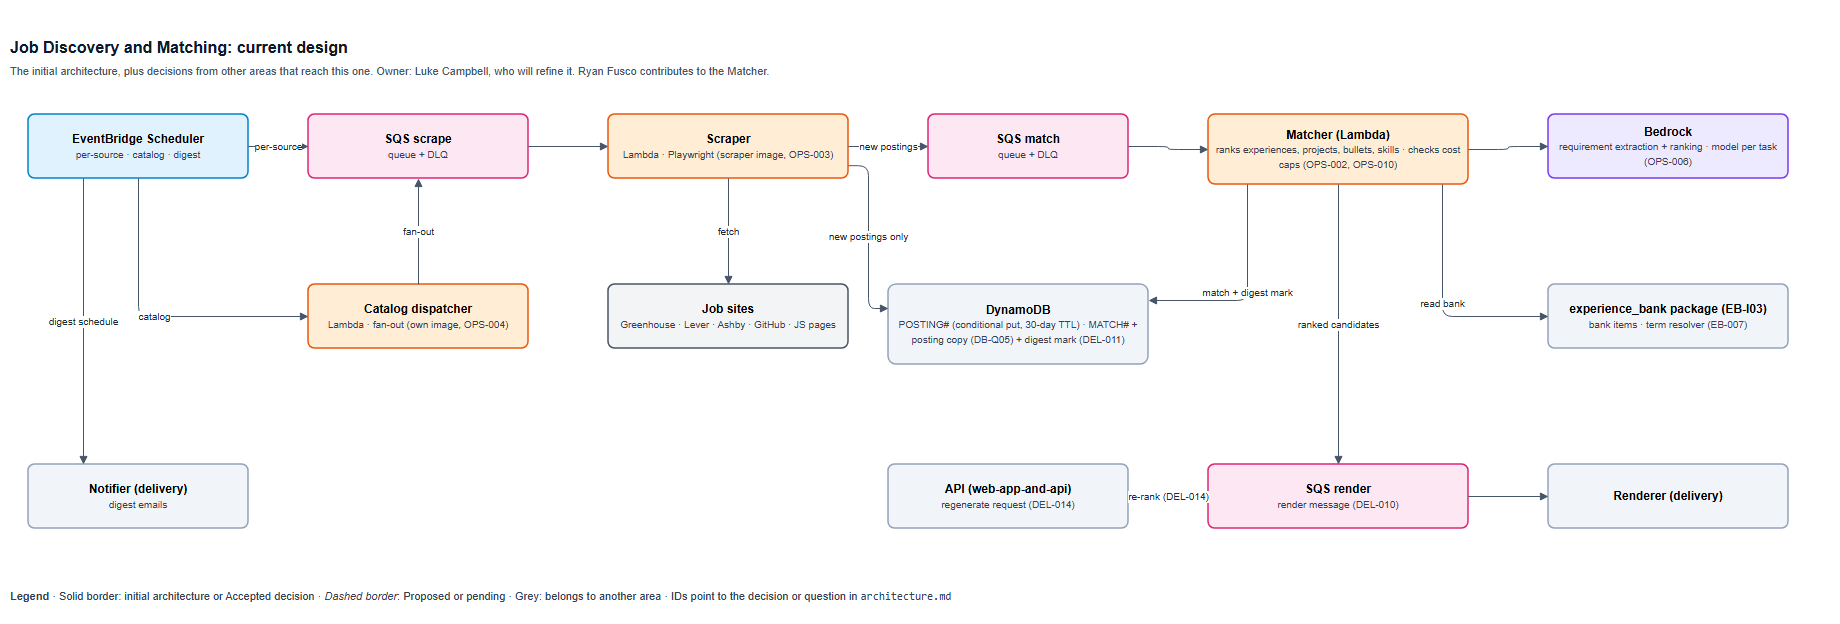 Job Discovery and Matching: current design
The initial architecture, plus decisions from other areas that reach this one. Owner: Luke Campbell, who will refine it. Ryan Fusco contributes to the Matcher.
EventBridge Scheduler
per-source · catalog · digest
per-source
SQS scrape
queue + DLQ
Scraper
Lambda · Playwright (scraper image, OPS-003)
new postings
SQS match
queue + DLQ
Matcher (Lambda)
ranks experiences, projects, bullets, skills · checks cost
caps (OPS-002, OPS-010)
Bedrock
requirement extraction + ranking · model per task
(OPS-006)
fan-out
fetch
new postings only
digest schedule
catalog
Catalog dispatcher
Lambda · fan-out (own image, OPS-004)
Job sites
Greenhouse · Lever · Ashby · GitHub · JS pages
DynamoDB
POSTING# (conditional put, 30-day TTL) · MATCH# +
posting copy (DB-Q05) + digest mark (DEL-011)
match + digest mark
ranked candidates
read bank
experience_bank package (EB-I03)
bank items · term resolver (EB-007)
Notifier (delivery)
digest emails
API (web-app-and-api)
regenerate request (DEL-014)
re-rank (DEL-014)
SQS render
render message (DEL-010)
Renderer (delivery)
Legend · Solid border: initial architecture or Accepted decision · Dashed border: Proposed or pending · Grey: belongs to another area · IDs point to the decision or question in architecture.md